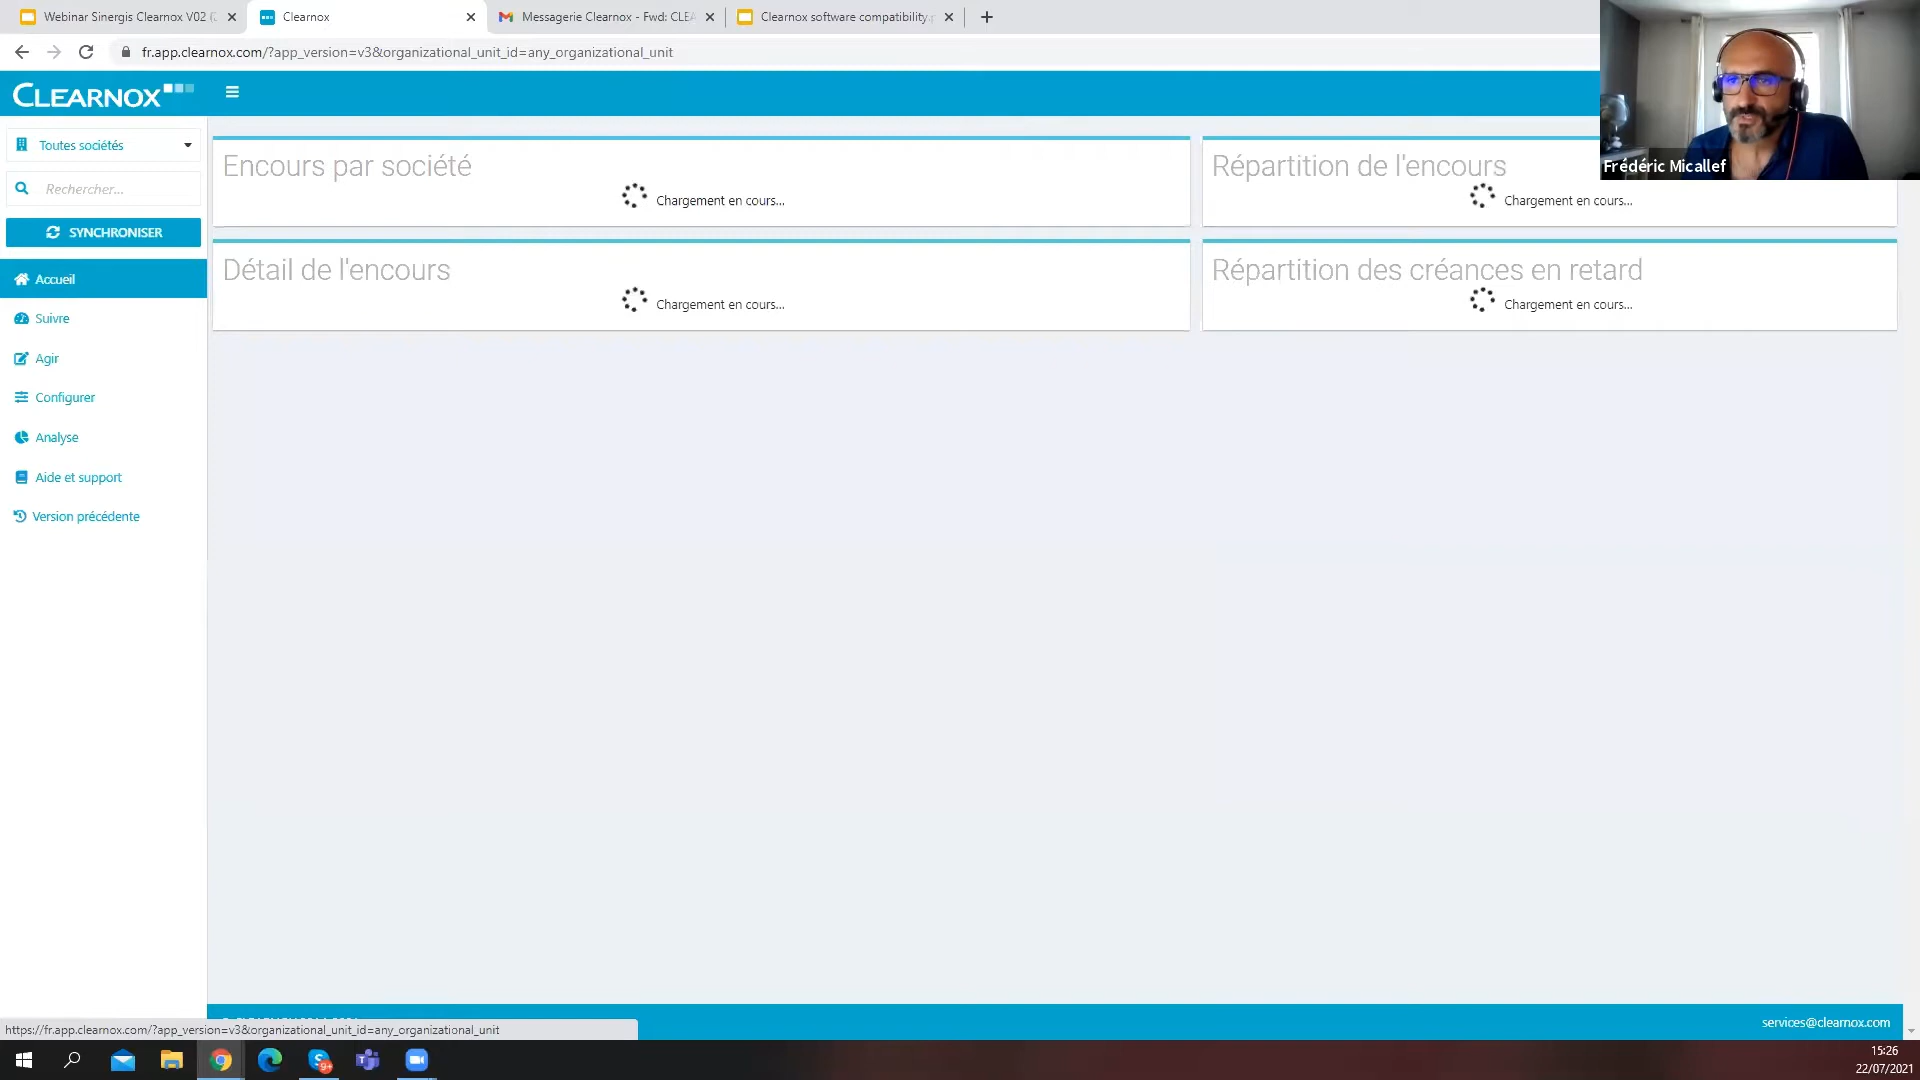 Webinar Sinergis Clearnox V02
Clearnox
Messagerie Clearnox - Fwd: CLEA
Clearnox software compatibility.
fr.app.clearnox.com/?app_version=v3&organizational_unit_id=any_organizational_unit
CLEARNOX
Toutes sociétés
Rechercher...
SYNCHRONISER
Accueil
Suivre
Agir
Configurer
Analyse
Aide et support
Version précédente
Encours par société
Chargement en cours...
Répartition de l'encours
Chargement en cours...
Détail de l'encours
Chargement en cours...
Répartition des créances en retard
Chargement en cours...
Frédéric Micallef
https://fr.app.clearnox.com/?app_version=v3&organizational_unit_id=any_organizational_unit
services@clearnox.com
9+
15:26
22/07/2021